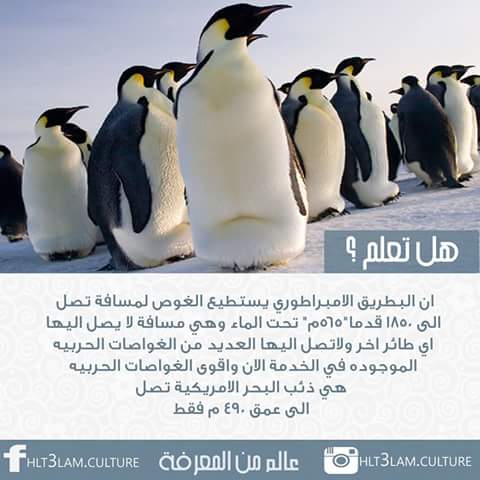 هل تعلم ؟
ان البطريق الامبراطوري يستطيع الغوص لمسافة تصل
الى ١٨٥٠ قدما"٥٦٥م" تحت الماء وهي مسافة لا يصل اليها
اي طائر اخر ولاتصل اليها العديد من الغواصات الحربيه
الموجوده في الخدمة الان واقوى الغواصات الحربيه
هي ذئب البحر الامريكية تصل
الى عمق ٤٩٠ م فقط
f HLT3LAM.CULTURE عالم من المعرفة HLT3LAM.CULTURE